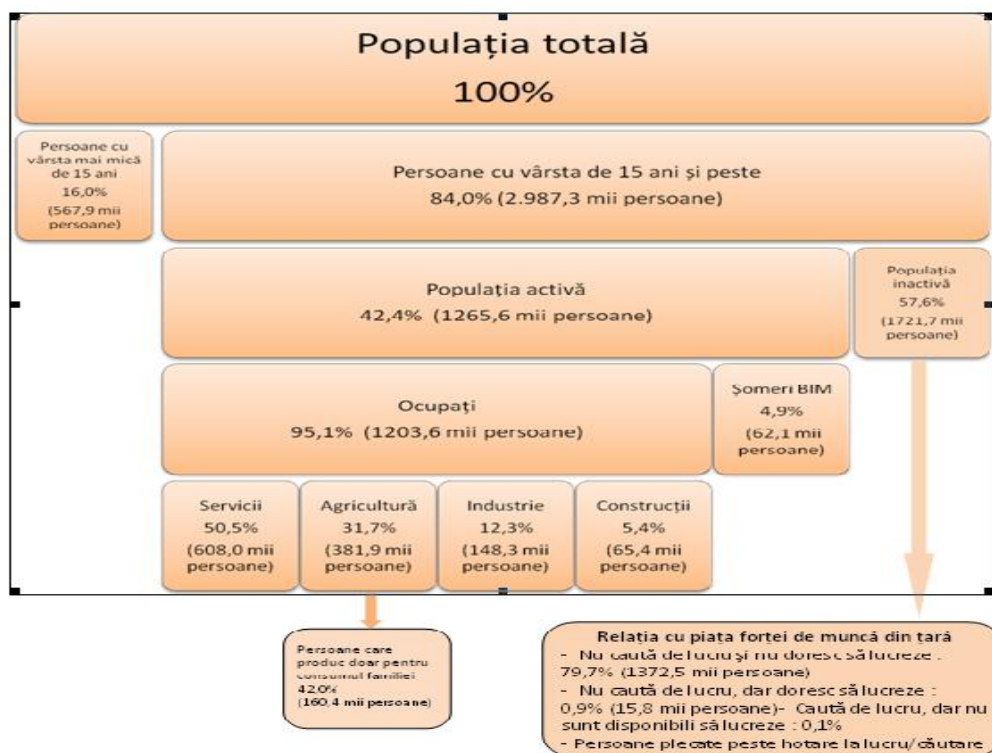 Populația totală
100%
Persoane cu
vârsta mai mică
de 15 ani
16,0%
(567,9 mii
persoane)
Persoane cu vârsta de 15 ani și peste
84,0% (2.987,3 mii persoane)
Populația activă
42,4% (1265,6 mii persoane)
Populația
inactivă
57,6%
(1721,7 mii
persoane)
Ocupați
95,1% (1203,6 mii persoane)
Șomeri BIM
4,9%
(62,1 mii
persoane)
Servicii
50,5%
(608,0 mii
persoane)
Agricultură
31,7%
(381,9 mii
persoane)
Industrie
12,3%
(148,3 mii
persoane)
Construcții
5,4%
(65,4 mii
persoane)
Persoane care
produc doar pentru
consumul familiei
42,0%
(160,4 mii persoane)
Relația cu piața forței de muncă din țară
- Nu caută de lucru și nu doresc să lucreze :
79,7% (1372,5 mii persoane)
- Nu caută de lucru, dar doresc să lucreze :
0,9% (15,8 mii persoane)- Caută de lucru, dar nu
sunt disponibili să lucreze : 0,1%
- Persoane plecate peste hotare la lucru/căutare